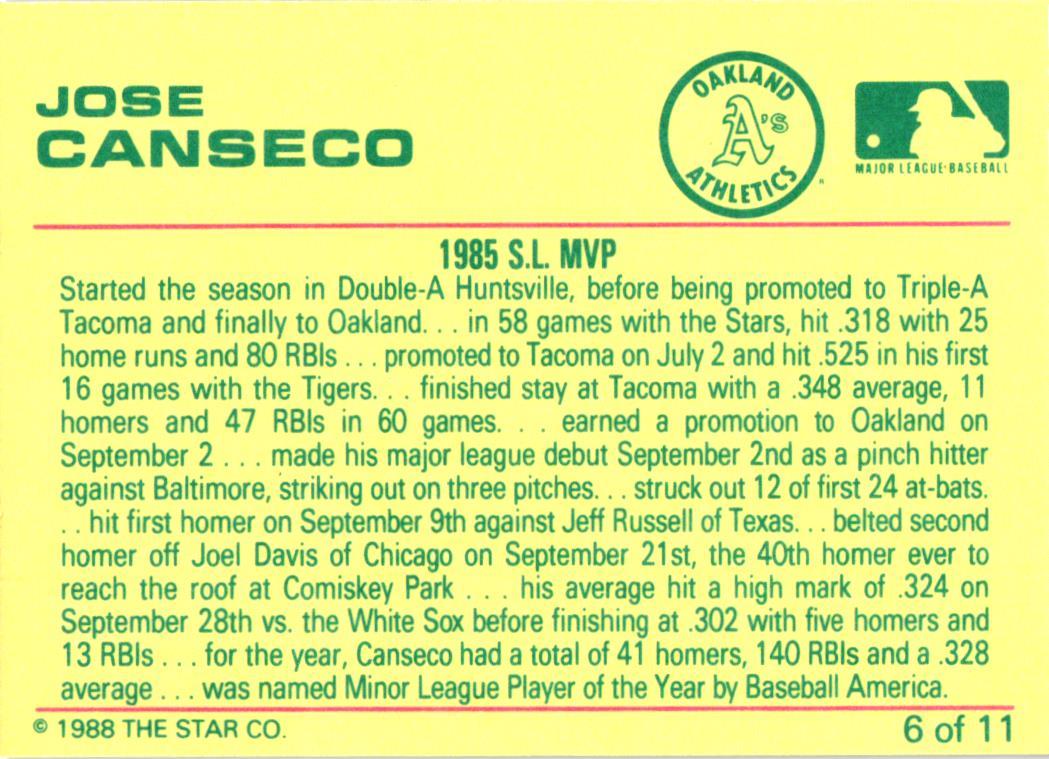 JOSE
CANSECO
OAKLAND
A's
ATHLETICS
MAJOR LEAGUE BASEBALL
1985 S.L. MVP
Started the season in Double-A Huntsville, before being promoted to Triple-A
Tacoma and finally to Oakland. . . in 58 games with the Stars, hit .318 with 25
home runs and 80 RBIs . . . promoted to Tacoma on July 2 and hit .525 in his first
16 games with the Tigers. . . finished stay at Tacoma with a .348 average, 11
homers and 47 RBIs in 60 games. . . earned a promotion to Oakland on
September 2 . . . made his major league debut September 2nd as a pinch hitter
against Baltimore, striking out on three pitches. . . struck out 12 of first 24 at-bats.
. . hit first homer on September 9th against Jeff Russell of Texas. . . belted second
homer off Joel Davis of Chicago on September 21st, the 40th homer ever to
reach the roof at Comiskey Park . . . his average hit a high mark of .324 on
September 28th vs. the White Sox before finishing at .302 with five homers and
13 RBIs . . . for the year, Canseco had a total of 41 homers, 140 RBIs and a .328
average . . . was named Minor League Player of the Year by Baseball America.
© 1988 THE STAR CO.
6 of 11